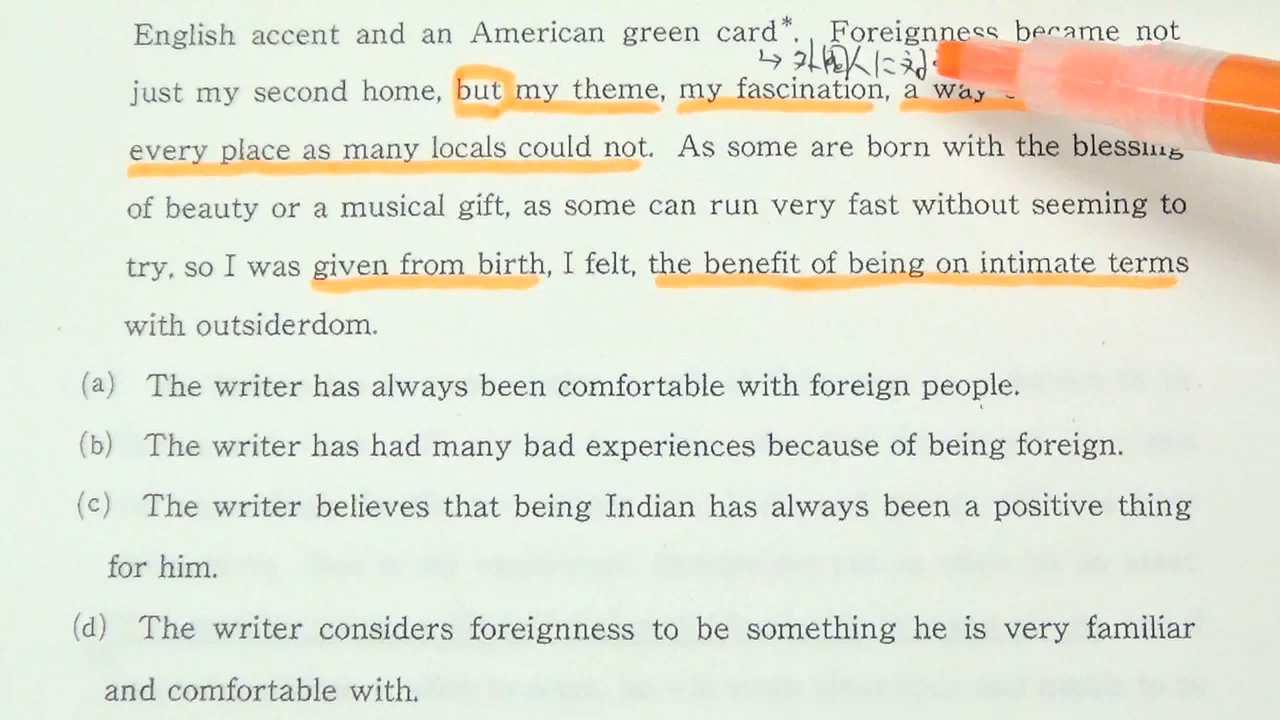 English accent and an American green card*. Foreignness became not
↳ 外国人に対
just my second home, but my theme, my fascination, a way
every place as many locals could not. As some are born with the blessing
of beauty or a musical gift, as some can run very fast without seeming to
try, so I was given from birth, I felt, the benefit of being on intimate terms
with outsiderdom.
(a) The writer has always been comfortable with foreign people.
(b) The writer has had many bad experiences because of being foreign.
(c) The writer believes that being Indian has always been a positive thing
for him.
(d) The writer considers foreignness to be something he is very familiar
and comfortable with.